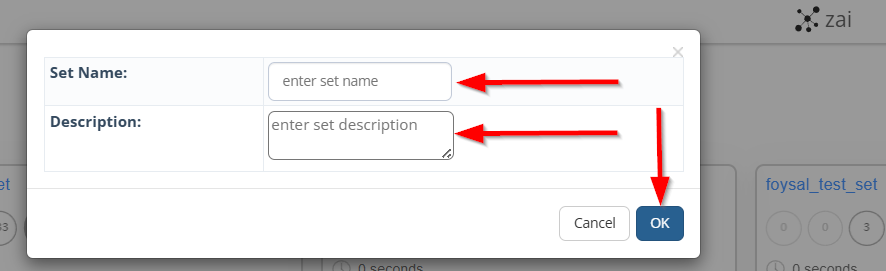 zai
×
Set Name:
enter set name
Description:
enter set description
et
foysal_test_set
33
0 0 3
Cancel
OK
0 seconds
0 seconds